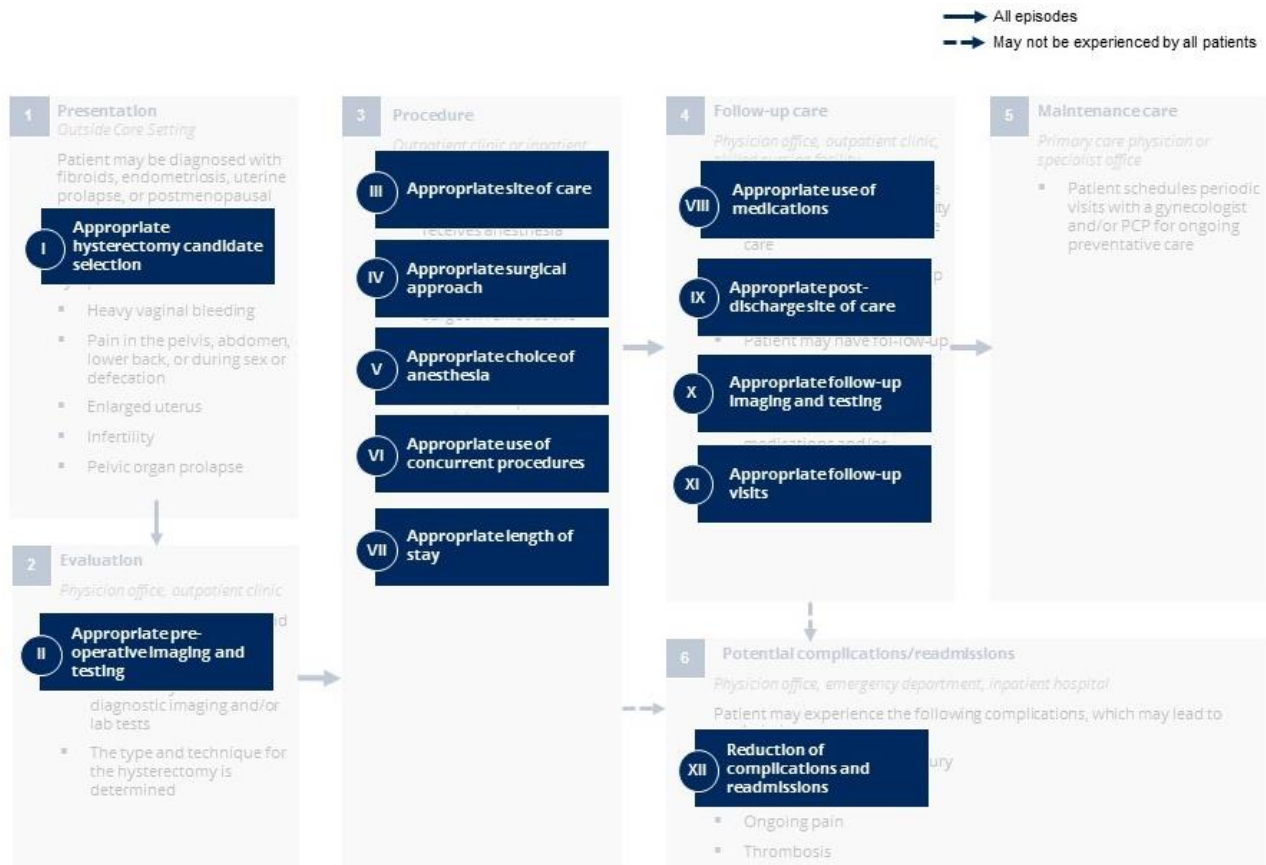 All episodes
May not be experienced by all patients
1
Presentation
Outside Care Setting
Patient may be diagnosed with
fibroids, endometriosis, uterine
prolapse, or postmenopausal
I
Appropriate
hysterectomy candidate
selection
Heavy vaginal bleeding
Pain in the pelvis, abdomen,
lower back, or during sex or
defecation
Enlarged uterus
Infertility
Pelvic organ prolapse
2
Evaluation
Physician office, outpatient clinic
II
Appropriate pre-
operative imaging and
testing
diagnostic imaging and/or
lab tests
The type and technique for
the hysterectomy is
determined
3
Procedure
Outpatient clinic or inpatient
III
Appropriate site of care
receives anesthesia
IV
Appropriate surgical
approach
V
Appropriate choice of
anesthesia
VI
Appropriate use of
concurrent procedures
VII
Appropriate length of
stay
4
Follow-up care
Physician office, outpatient clinic,
VIII
Appropriate use of
medications
care
IX
Appropriate post-
discharge site of care
Patient may have fol-low-up
X
Appropriate follow-up
imaging and testing
medications and/or
XI
Appropriate follow-up
visits
5
Maintenance care
Primary care physician or
specialist office
Patient schedules periodic
visits with a gynecologist
and/or PCP for ongoing
preventative care
6
Potential complications/readmissions
Physician office, emergency department, inpatient hospital
Patient may experience the following complications, which may lead to
XII
Reduction of
complications and
readmissions
Ongoing pain
Thrombosis